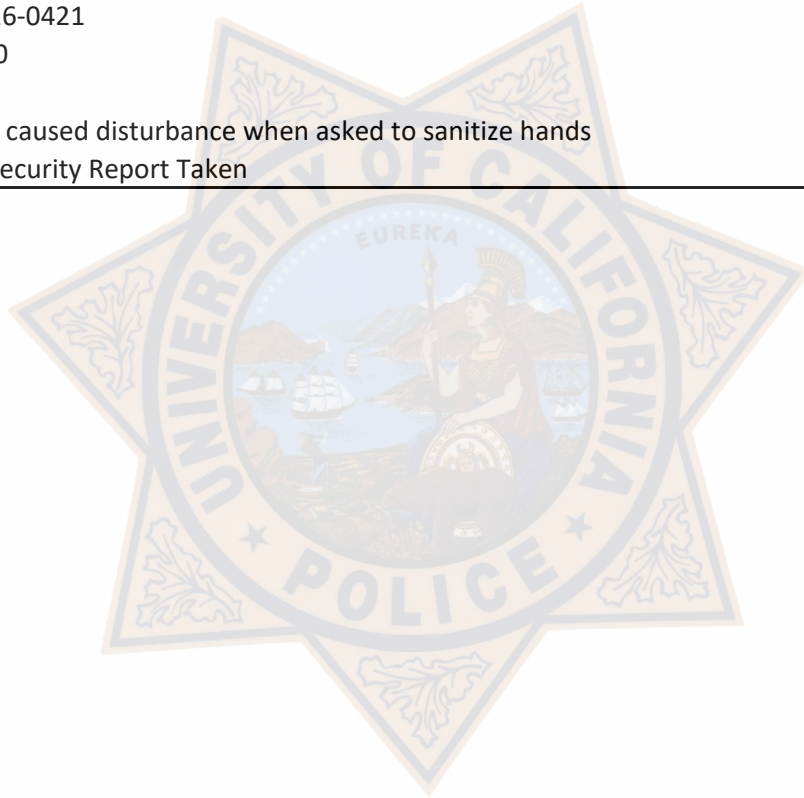 6-0421
0
caused disturbance when asked to sanitize hands
ecurity Report Taken
UNIVERSITY OF CALIFORNIA
EUREKA
POLICE